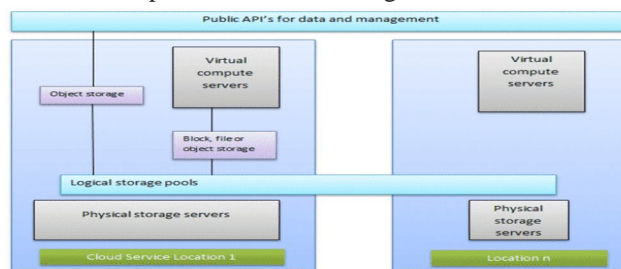 Public API's for data and management
Virtual
compute
servers
Virtual
compute
servers
Object storage
Block, file or
object storage
Logical storage pools
Physical storage servers
Physical
storage
servers
Cloud Service Location 1
Location n